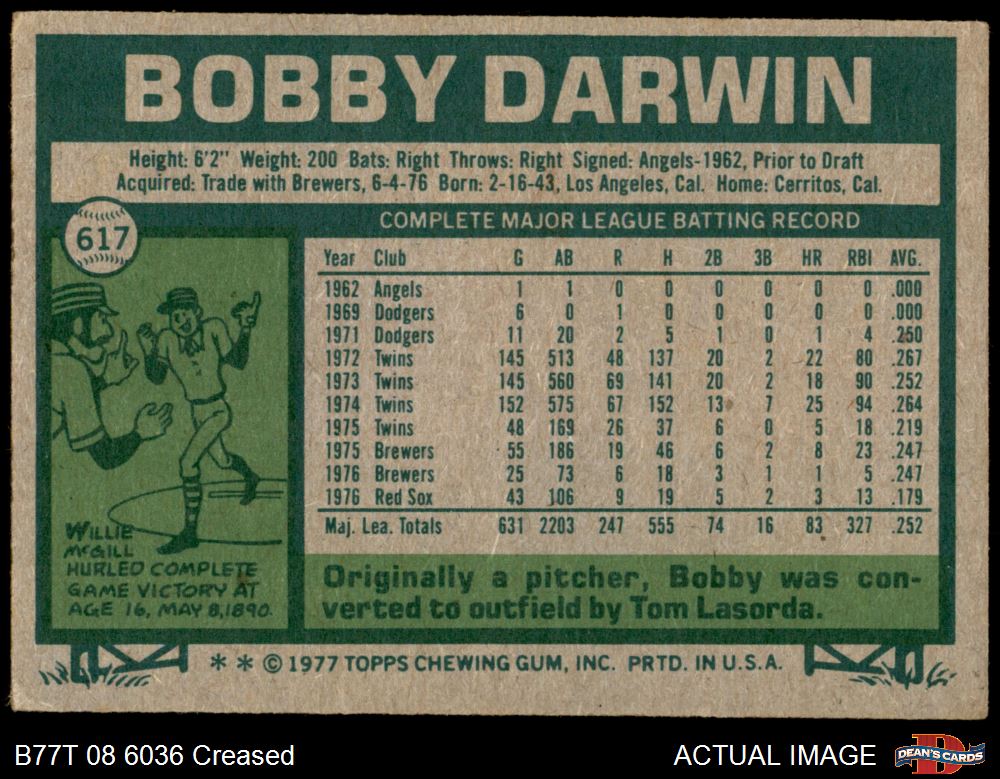 BOBBY DARWIN
Height: 6'2" Weight: 200 Bats: Right Throws: Right Signed: Angels-1962, Prior to Draft
Acquired: Trade with Brewers, 6-4-76 Born: 2-16-43, Los Angeles, Cal. Home: Cerritos, Cal.
617
COMPLETE MAJOR LEAGUE BATTING RECORD
Year Club G AB R H 2B 3B HR RBI AVG.
1962 Angels 1 1 0 0 0 0 0 0 .000
1969 Dodgers 6 0 1 0 0 0 0 0 .000
1971 Dodgers 11 20 2 5 1 0 1 4 .250
1972 Twins 145 513 48 137 20 2 22 80 .267
1973 Twins 145 560 69 141 20 2 18 90 .252
1974 Twins 152 575 67 152 13 7 25 94 .264
1975 Twins 48 169 26 37 6 0 5 18 .219
1975 Brewers 55 186 19 46 6 2 8 23 .247
1976 Brewers 25 73 6 18 3 1 1 5 .247
1976 Red Sox 43 106 9 19 5 2 3 13 .179
Maj. Lea. Totals 631 2203 247 555 74 16 83 327 .252
WILLIE
McGILL
HURLED COMPLETE
GAME VICTORY AT
AGE 16, MAY 8, 1890.
Originally a pitcher, Bobby was con-
verted to outfield by Tom Lasorda.
* * © 1977 TOPPS CHEWING GUM, INC. PRTD. IN U.S.A.
B77T 08 6036 Creased
ACTUAL IMAGE
DEAN'S CARDS